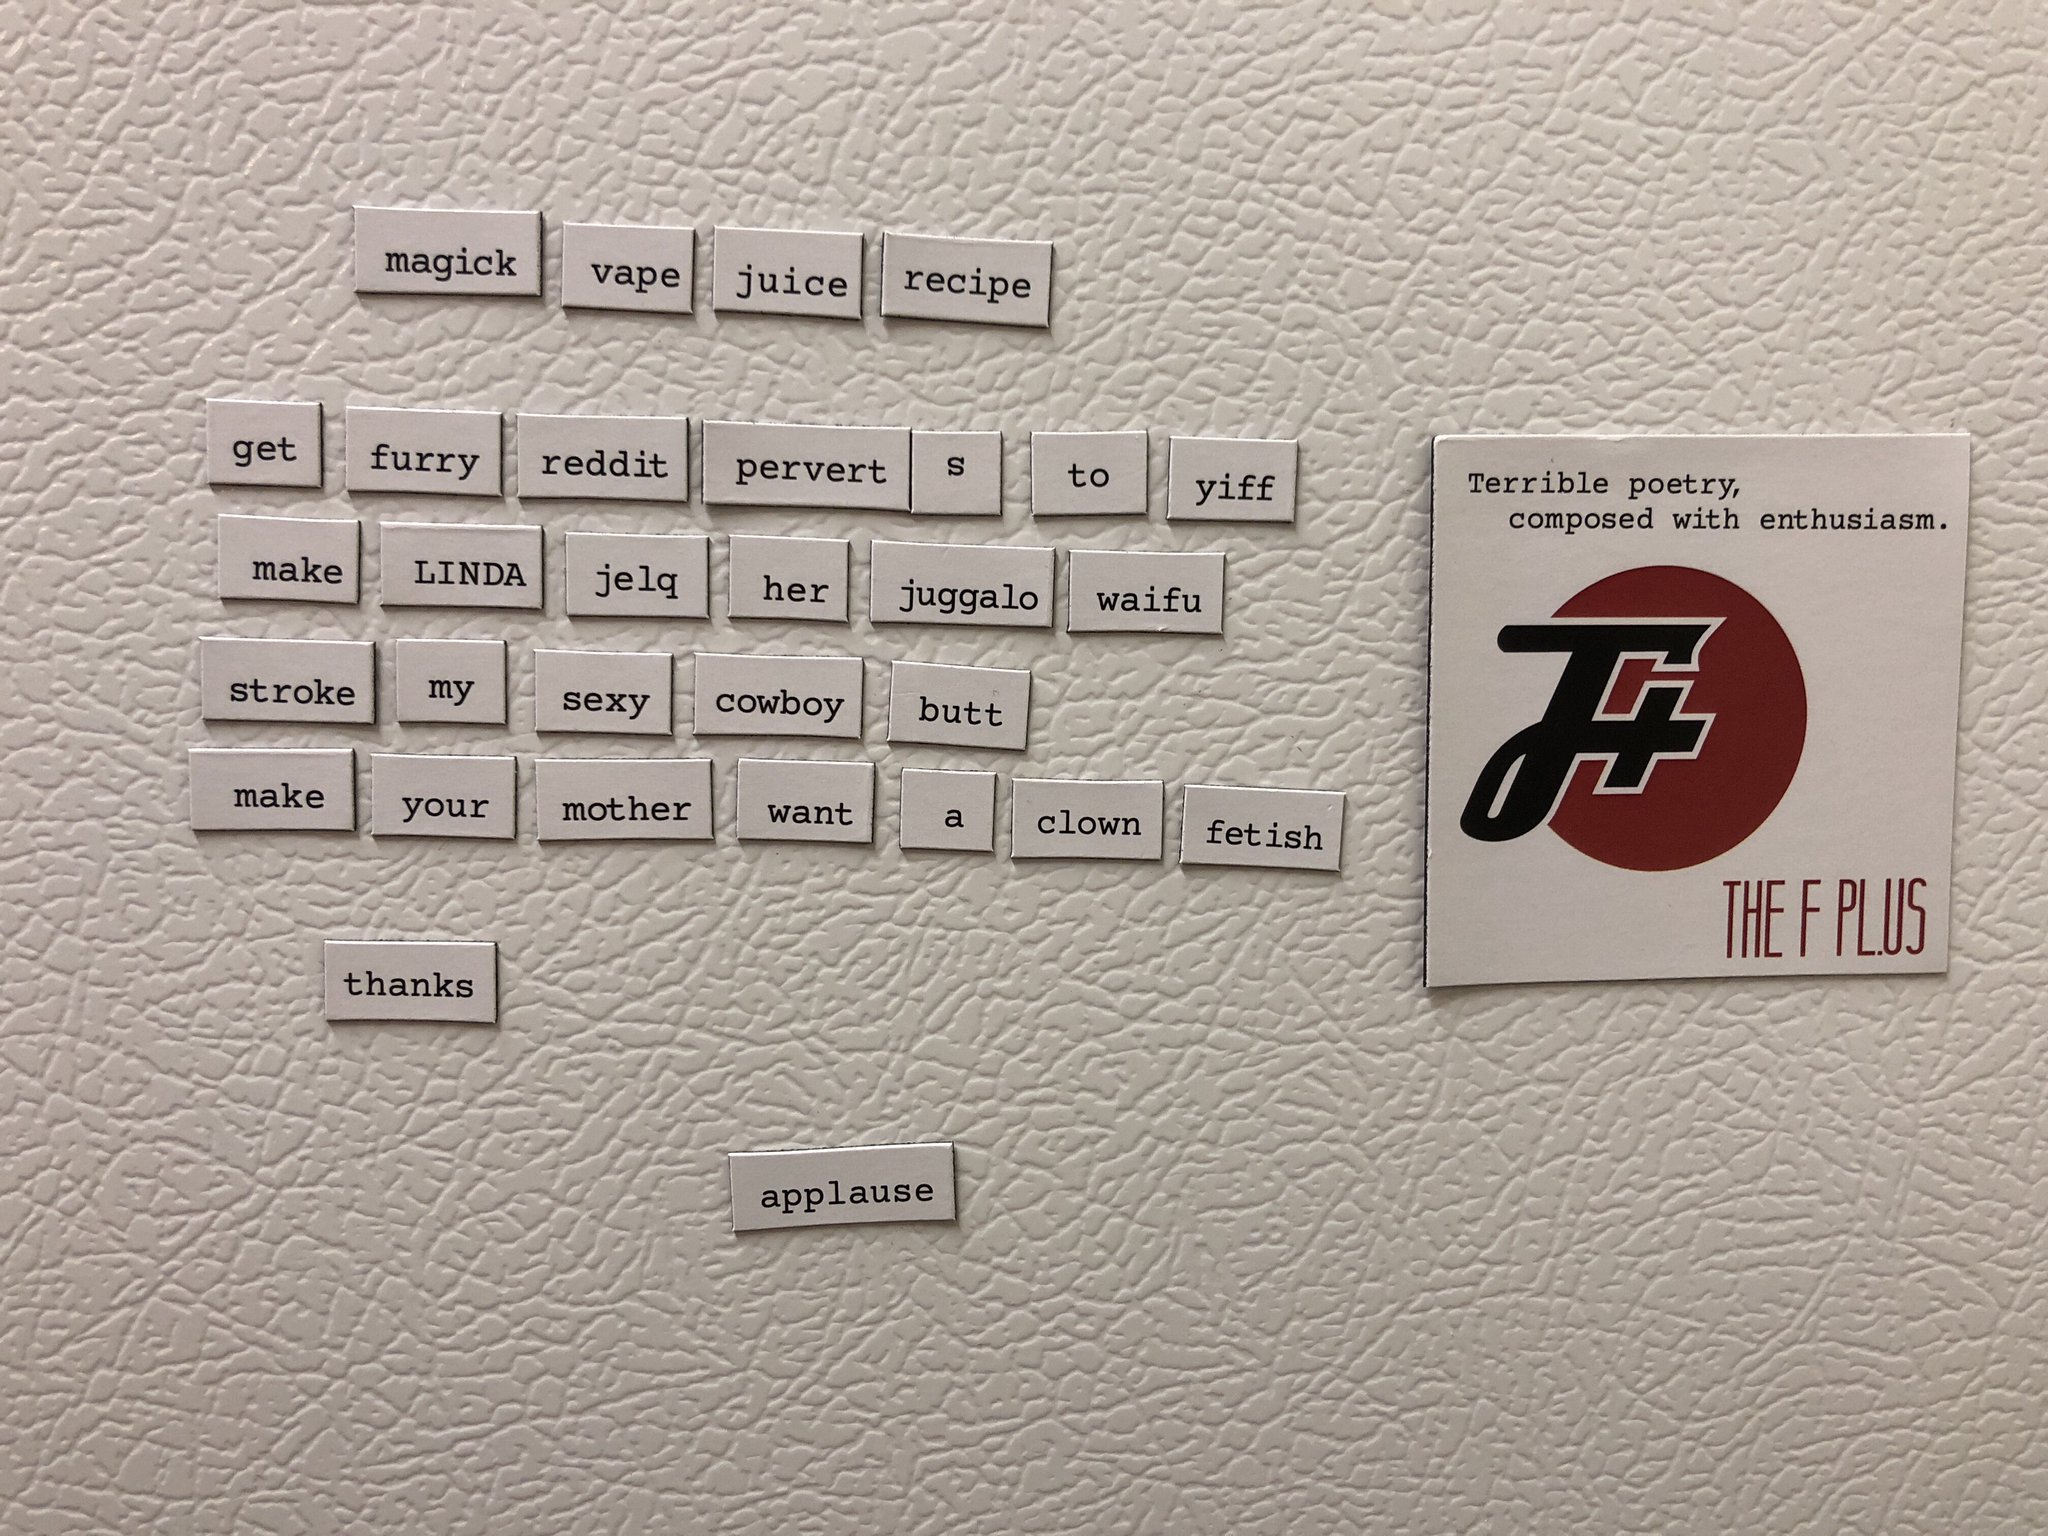 magick vape juice recipe
get furry reddit pervert s to yiff
make LINDA jelq her juggalo waifu
stroke my sexy cowboy butt
make your mother want a clown fetish
thanks
applause
Terrible poetry,
composed with enthusiasm.
F+
THE F PL.US